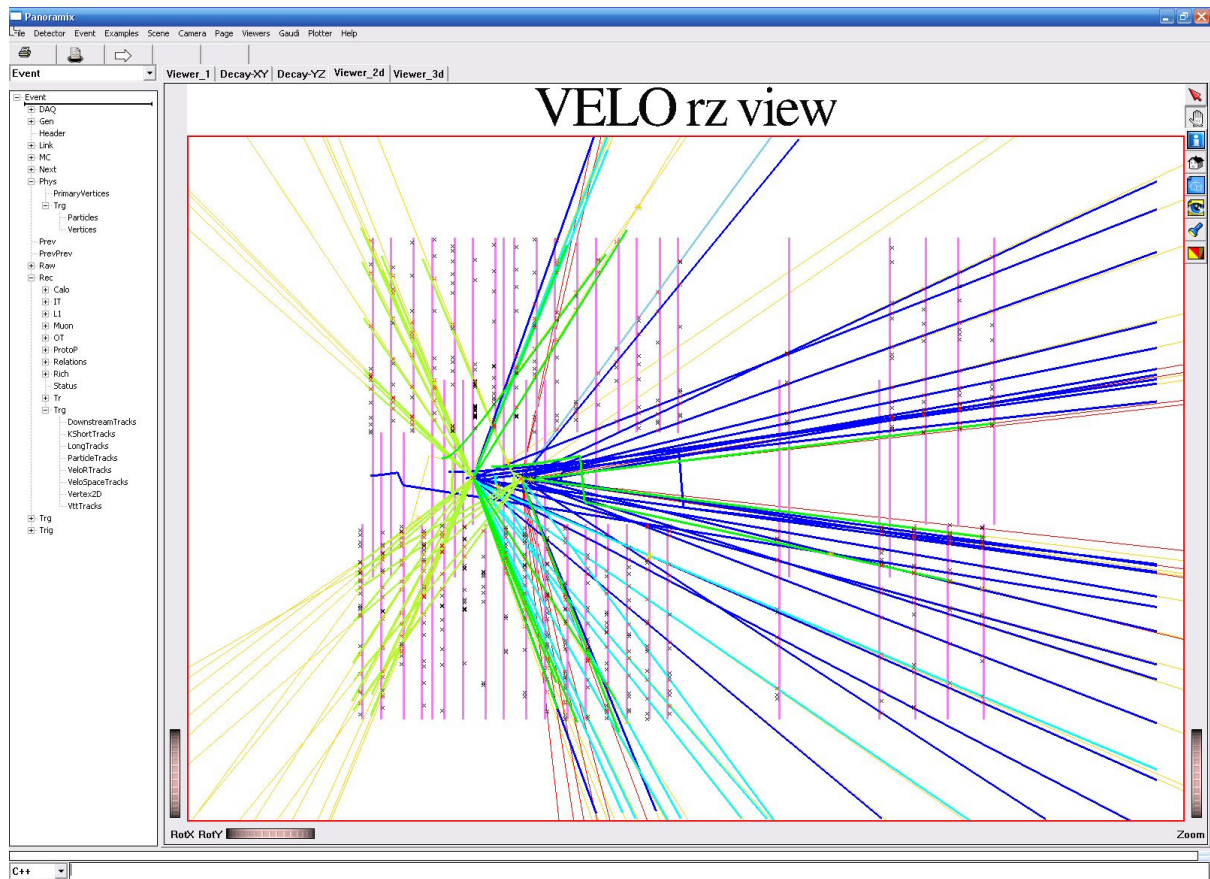 Panoramix
File Detector Event Examples Scene Camera Page Viewers Gaudi Plotter Help
Event
Viewer_1 Decay-XY Decay-YZ Viewer_2d Viewer_3d
VELO rz view
Event
DAQ
Gen
Header
Link
MC
Next
Phys
PrimaryVertices
Trg
Particles
Vertices
Prev
PrevPrev
Raw
Rec
Calo
IT
L1
Muon
OT
ProtoP
Relations
Rich
Status
Tr
Trg
DownstreamTracks
KShortTracks
LongTracks
ParticleTracks
VeloRTracks
VeloSpaceTracks
Vertex2D
VttTracks
Trg
Trig
RotX RotY
Zoom
C++